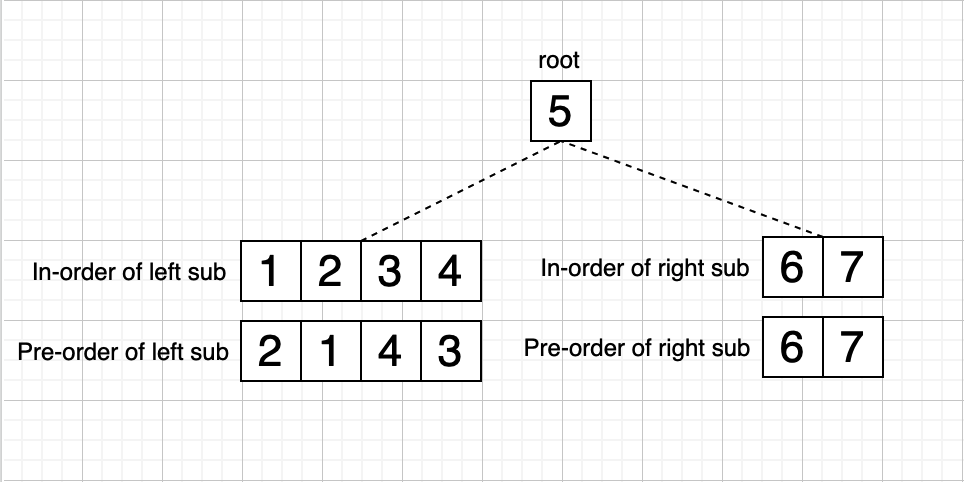 root
5
In-order of left sub 1 2 3 4
In-order of right sub 6 7
Pre-order of left sub 2 1 4 3
Pre-order of right sub 6 7